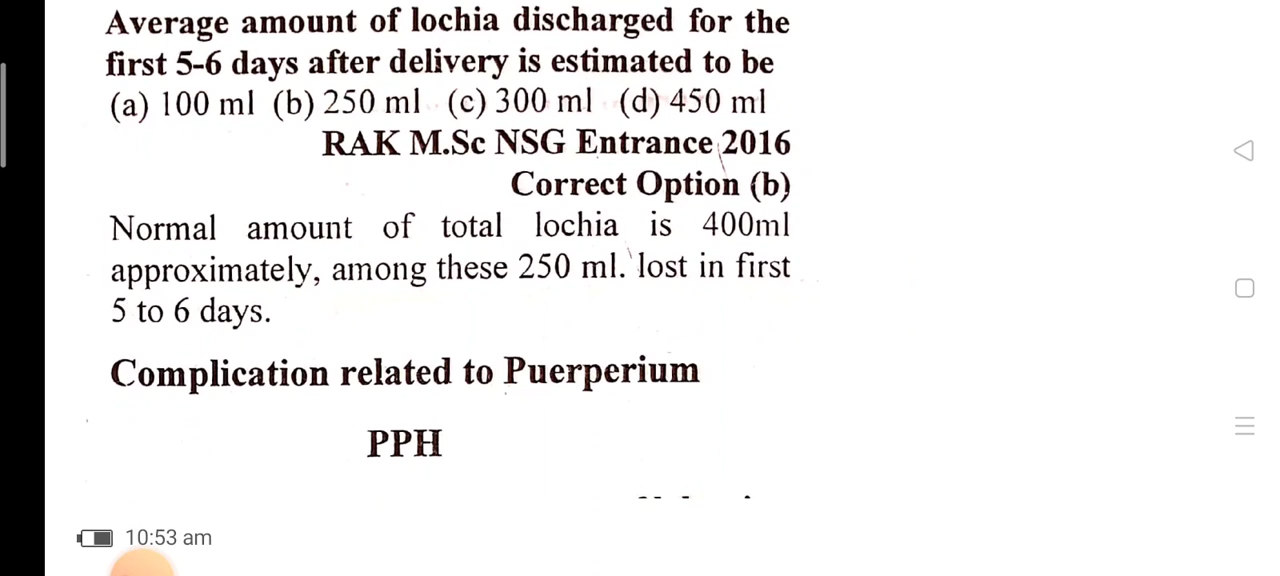 Average amount of lochia discharged for the
first 5-6 days after delivery is estimated to be
(a) 100 ml (b) 250 ml (c) 300 ml (d) 450 ml
RAK M.Sc NSG Entrance 2016
Correct Option (b)
Normal amount of total lochia is 400ml
approximately, among these 250 ml. lost in first
5 to 6 days.
Complication related to Puerperium
PPH
10:53 am